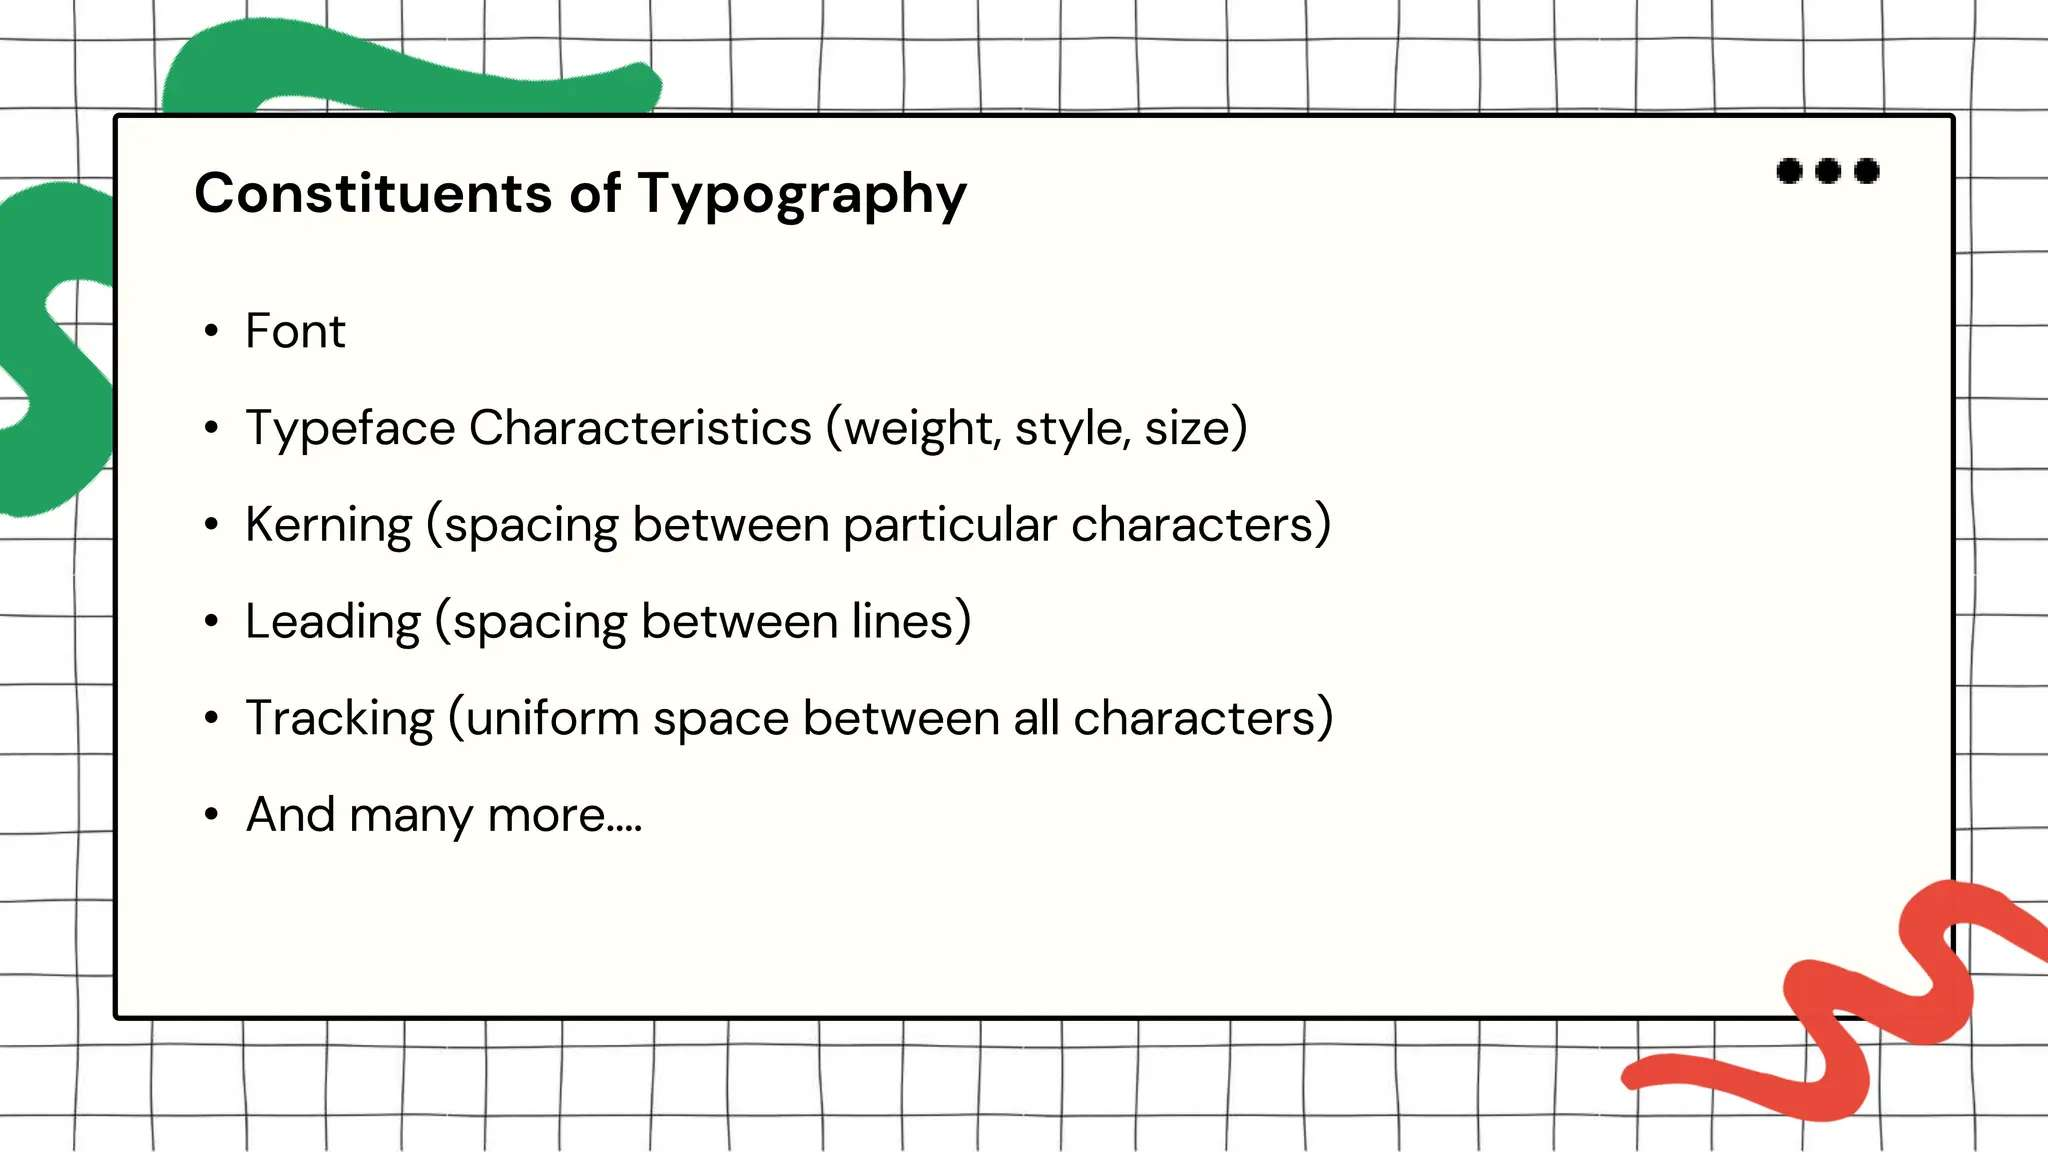 Constituents of Typography
• Font
• Typeface Characteristics (weight, style, size)
• Kerning (spacing between particular characters)
• Leading (spacing between lines)
• Tracking (uniform space between all characters)
• And many more....